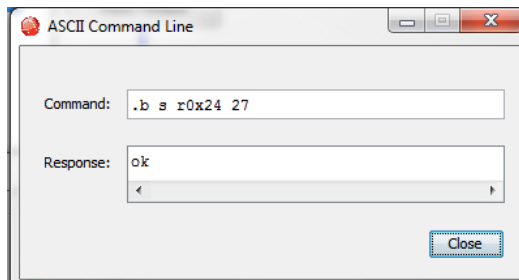 ASCII Command Line
Command: .b s r0x24 27
Response: ok
Close